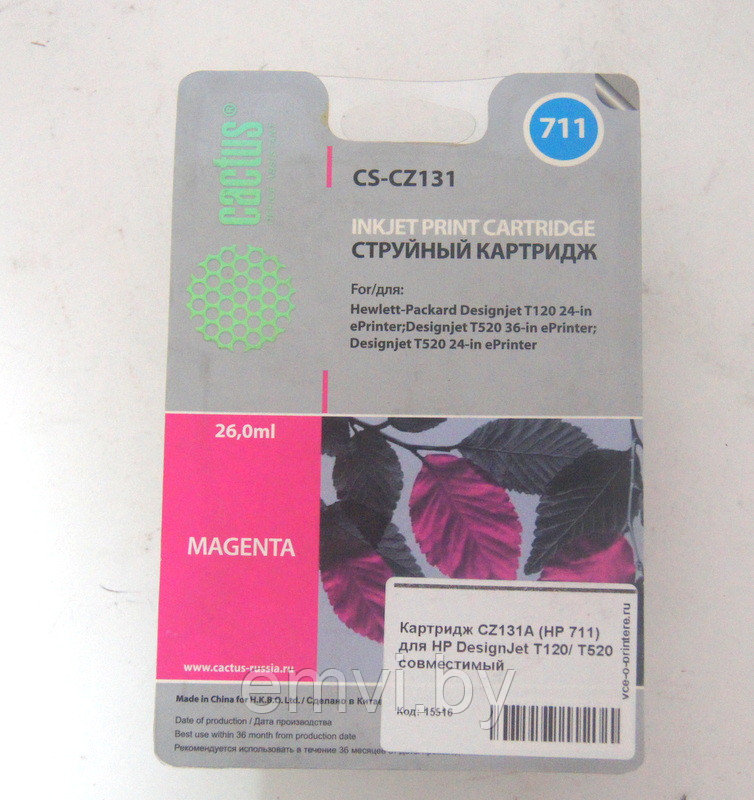 cactus®
711
CS-CZ131
INKJET PRINT CARTRIDGE
СТРУЙНЫЙ КАРТРИДЖ
For/для:
Hewlett-Packard Designjet T120 24-in
ePrinter;Designjet T520 36-in ePrinter;
Designjet T520 24-in ePrinter
26,0ml
MAGENTA
www.cactus-russia.ru
Картридж CZ131A (HP 711)
для HP DesignJet T120/ T520
совместимый
Код: 15516
vce-o-printere.ru
Made in China for H.K.B.O. Ltd. / Сделано в Китае
Date of production / Дата производства
Best use within 36 month from production date
Рекомендуется использовать в течение 36 месяцев
emvi.by